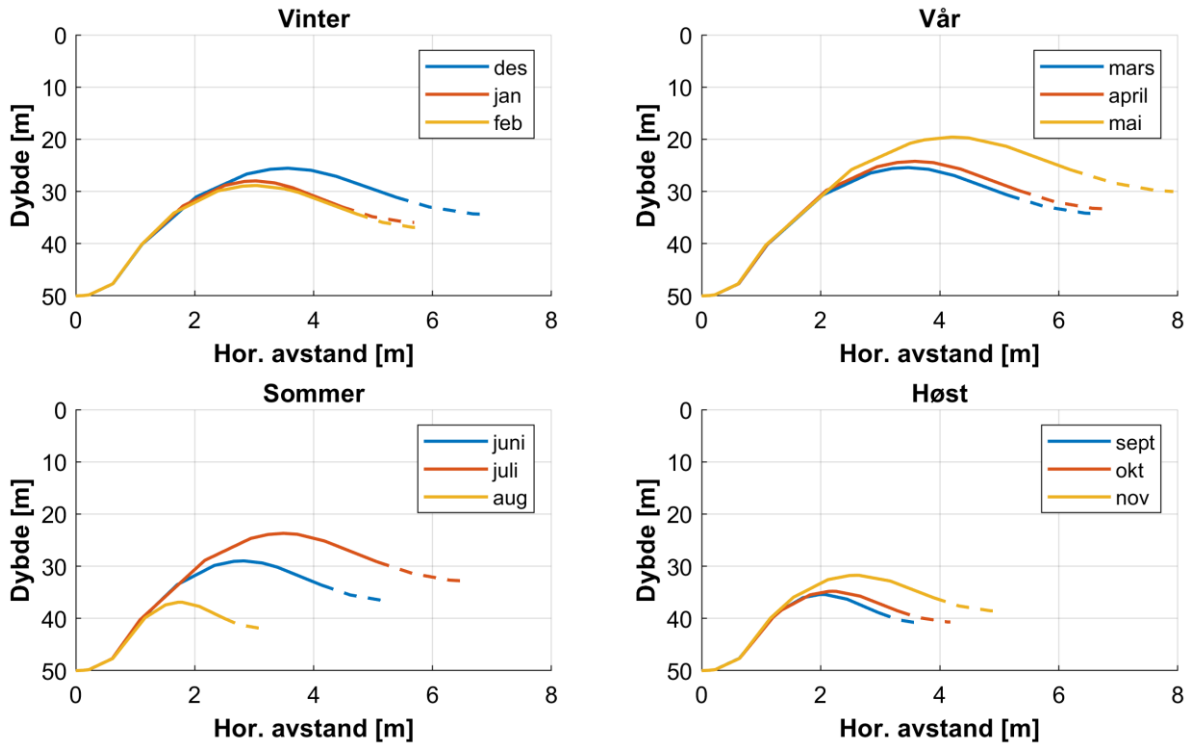 Vinter
0
10
20
30
40
50
Dybde [m]
des
jan
feb
0 2 4 6 8
Hor. avstand [m]
Vår
0
10
20
30
40
50
Dybde [m]
mars
april
mai
0 2 4 6 8
Hor. avstand [m]
Sommer
0
10
20
30
40
50
Dybde [m]
juni
juli
aug
0 2 4 6 8
Hor. avstand [m]
Høst
0
10
20
30
40
50
Dybde [m]
sept
okt
nov
0 2 4 6 8
Hor. avstand [m]